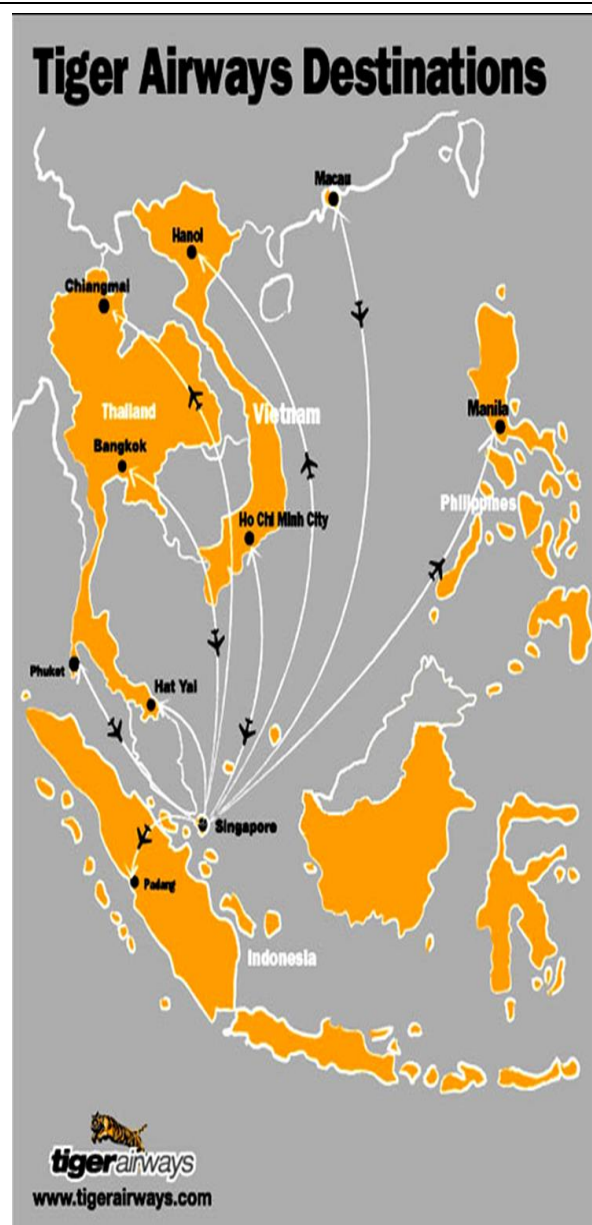 Tiger Airways Destinations
Macau
Hanoi
Chiangmai
Thailand
Vietnam
Manila
Bangkok
Philippines
Ho Chi Minh City
Phuket
Hat Yai
Singapore
Padang
Indonesia
tigerairways
www.tigerairways.com